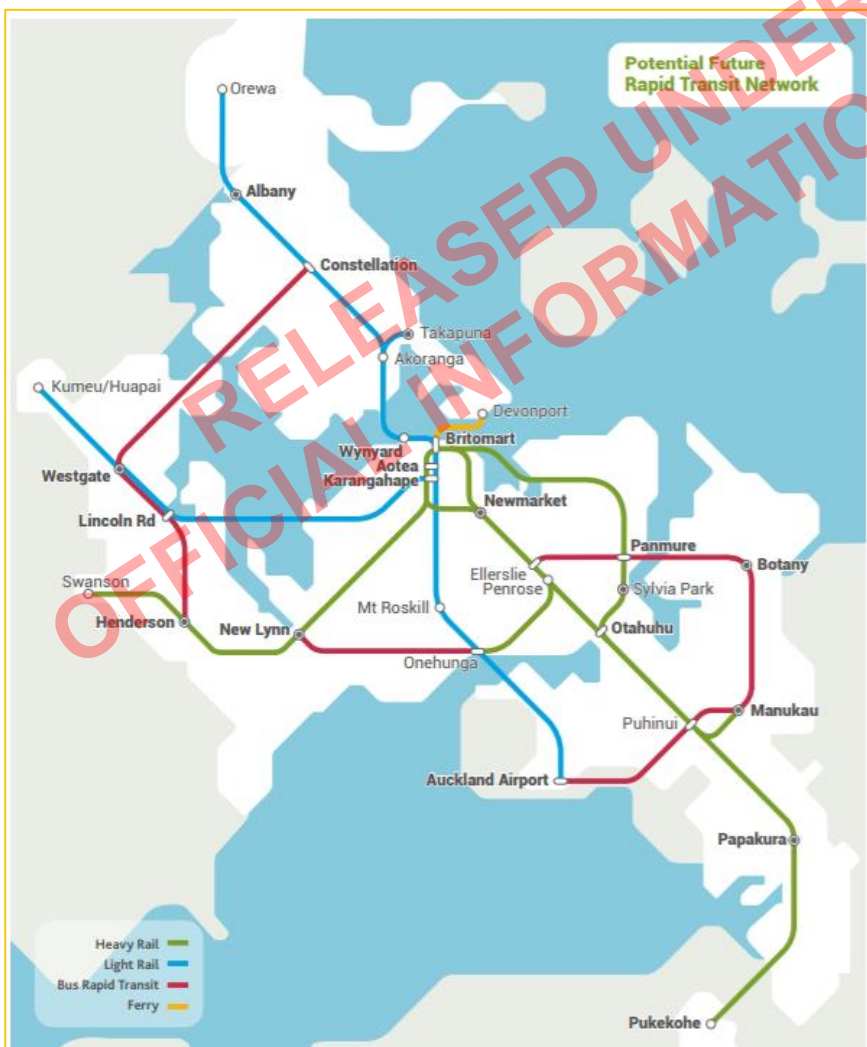 Potential Future
Rapid Transit Network
RELEASED UNDER
OFFICIAL INFORMATIO
Orewa
Albany
Constellation
Takapuna
Akoranga
Kumeu/Huapai
Devonport
Britomart
Wynyard
Aotea
Karangahape
Westgate
Newmarket
Lincoln Rd
Panmure
Ellerslie
Botany
Swanson
Penrose
Sylvia Park
Mt Roskill
Henderson
New Lynn
Otahuhu
Onehunga
Manukau
Puhinui
Auckland Airport
Papakura
Heavy Rail
Light Rail
Bus Rapid Transit
Ferry
Pukekohe